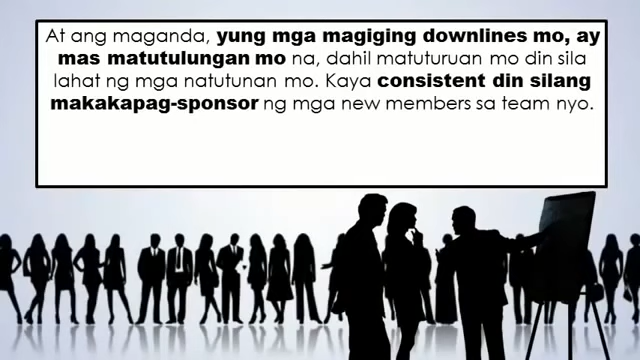 At ang maganda, yung mga magiging downlines mo, ay
mas matutulungan mo na, dahil matuturuan mo din sila
lahat ng mga natutunan mo. Kaya consistent din silang
makakapag-sponsor ng mga new members sa team nyo.